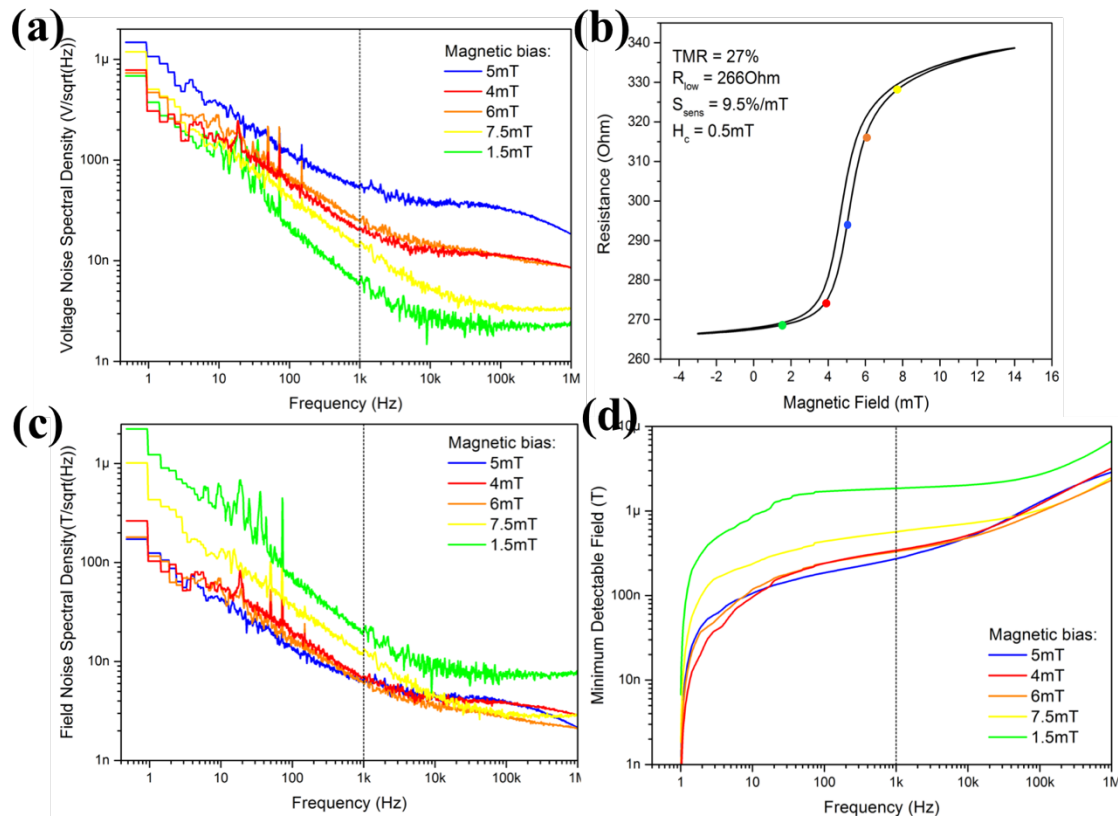 (a)
Voltage Noise Spectral Density (V/sqrt(Hz)
1µ
100n
10n
1n
Magnetic bias:
5mT
4mT
6mT
7.5mT
1.5mT
1 10 100 1k 10k 100k 1M
Frequency (Hz)
(b)
Resistance (Ohm)
340
330
320
310
300
290
280
270
260
TMR = 27%
R_low = 266Ohm
S_sens = 9.5%/mT
H_c = 0.5mT
-4 -2 0 2 4 6 8 10 12 14 16
Magnetic Field (mT)
(c)
Field Noise Spectral Density(T/sqrt(Hz)
1µ
100n
10n
1n
Magnetic bias:
5mT
4mT
6mT
7.5mT
1.5mT
1 10 100 1k 10k 100k 1M
Frequency (Hz)
(d)
Minimum Detectable Field (T)
10µ
1µ
100n
10n
1n
Magnetic bias:
5mT
4mT
6mT
7.5mT
1.5mT
1 10 100 1k 10k 100k 1M
Frequency (Hz)